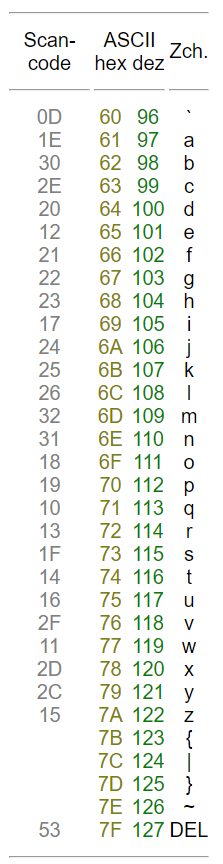 Scan- ASCII Zch.
code hex dez
0D 60 96 `
1E 61 97 a
30 62 98 b
2E 63 99 c
20 64 100 d
12 65 101 e
21 66 102 f
22 67 103 g
23 68 104 h
17 69 105 i
24 6A 106 j
25 6B 107 k
26 6C 108 l
32 6D 109 m
31 6E 110 n
18 6F 111 o
19 70 112 p
10 71 113 q
13 72 114 r
1F 73 115 s
14 74 116 t
16 75 117 u
2F 76 118 v
11 77 119 w
2D 78 120 x
2C 79 121 y
15 7A 122 z
7B 123 {
7C 124 |
7D 125 }
7E 126 ~
53 7F 127 DEL